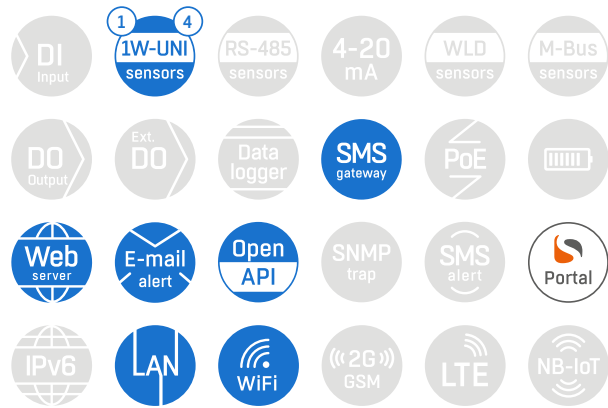 1 4
DI
Input
1W-UNI
sensors
RS-485
sensors
4-20
mA
WLD
sensors
M-Bus
sensors
DO
Output
Ext.
DO
Data
logger
SMS
gateway
PoE
Web
server
E-mail
alert
Open
API
SNMP
trap
SMS
alert
Portal
IPv6
LAN
WiFi
2G
GSM
LTE
NB-IoT